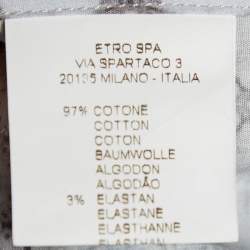 ETRO SPA
VIA SPARTACO 3
20135 MILANO - ITALIA
97% COTONE
COTTON
COTON
BAUMWOLLE
ALGODON
ALGODÃO
3% ELASTAN
ELASTANE
ELASTHANNE
ELASTHAN